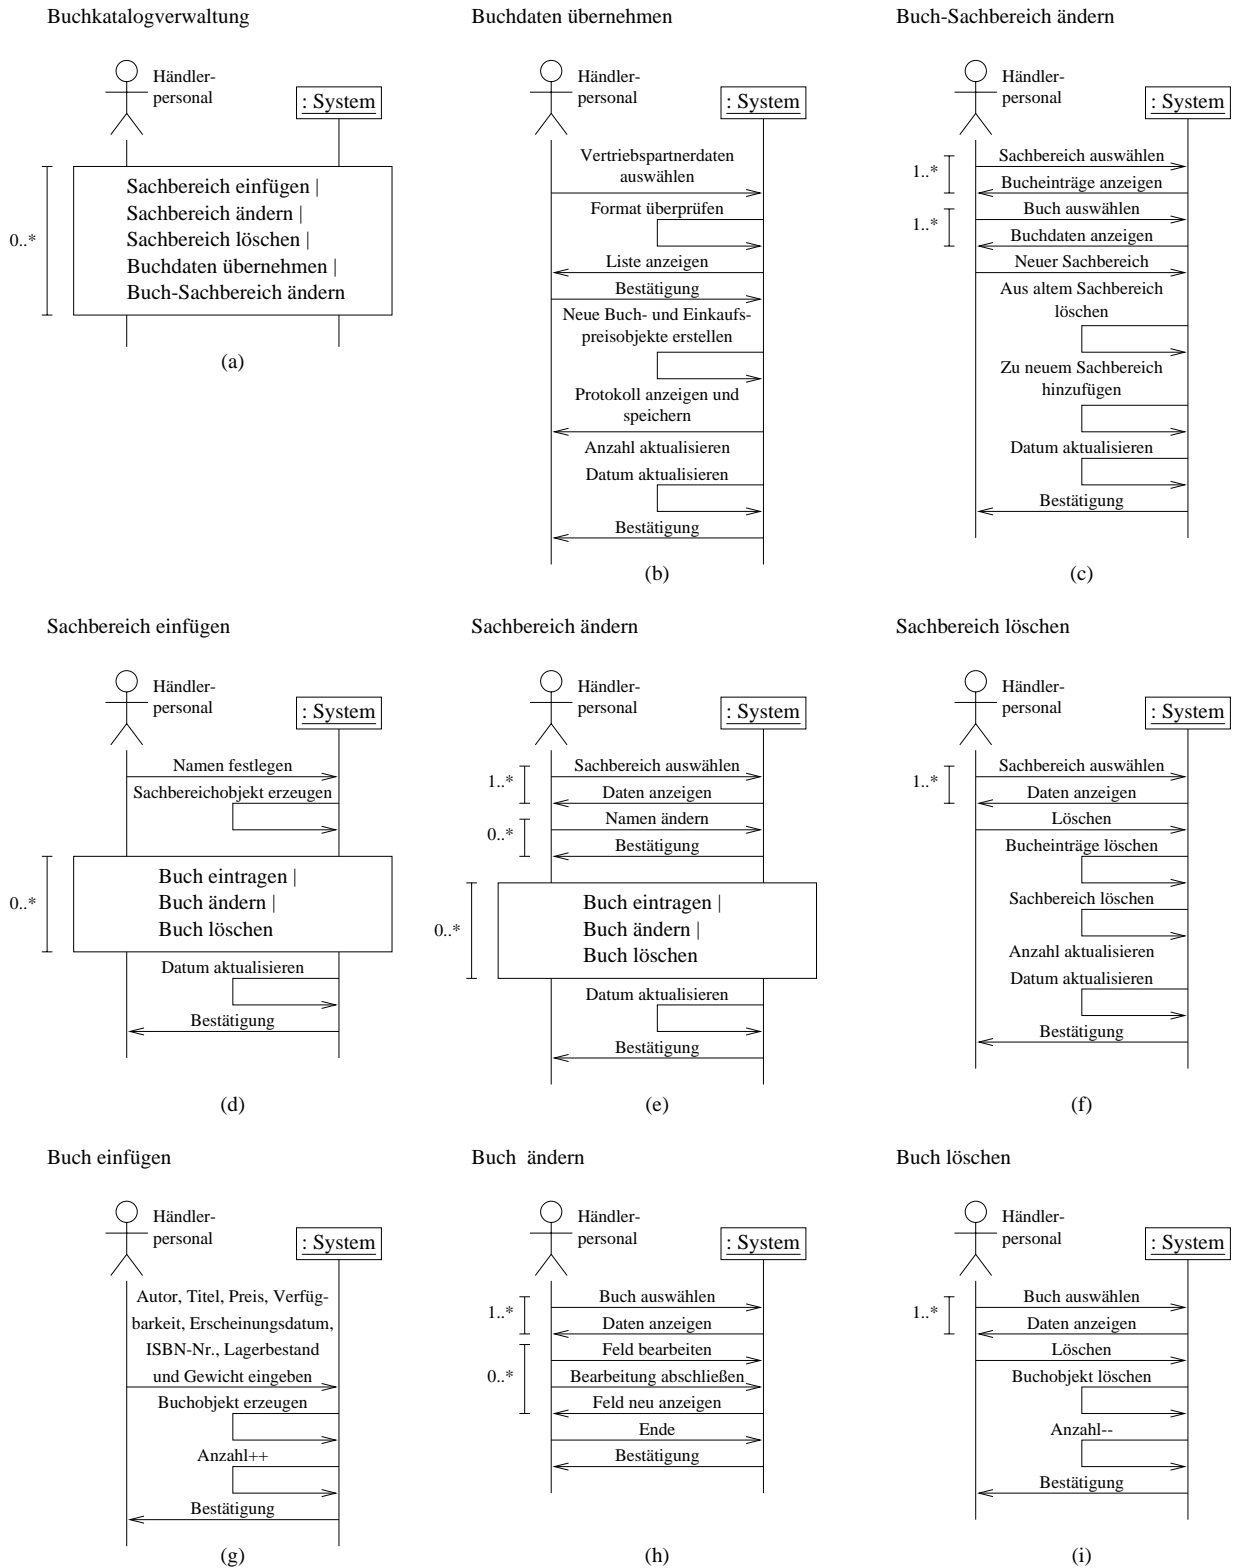 Buchkatalogverwaltung
Händler-
personal
: System
0..*
Sachbereich einfügen |
Sachbereich ändern |
Sachbereich löschen |
Buchdaten übernehmen |
Buch-Sachbereich ändern
(a)
Buchdaten übernehmen
Händler-
personal
: System
Vertriebspartnerdaten
auswählen
Format überprüfen
Liste anzeigen
Bestätigung
Neue Buch- und Einkaufs-
preisobjekte erstellen
Protokoll anzeigen und
speichern
Anzahl aktualisieren
Datum aktualisieren
Bestätigung
(b)
Buch-Sachbereich ändern
Händler-
personal
: System
1..*
Sachbereich auswählen
Bucheinträge anzeigen
1..*
Buch auswählen
Buchdaten anzeigen
Neuer Sachbereich
Aus altem Sachbereich
löschen
Zu neuem Sachbereich
hinzufügen
Datum aktualisieren
Bestätigung
(c)
Sachbereich einfügen
Händler-
personal
: System
Namen festlegen
Sachbereichobjekt erzeugen
0..*
Buch eintragen |
Buch ändern |
Buch löschen
Datum aktualisieren
Bestätigung
(d)
Sachbereich ändern
Händler-
personal
: System
1..*
Sachbereich auswählen
Daten anzeigen
0..*
Namen ändern
Bestätigung
0..*
Buch eintragen |
Buch ändern |
Buch löschen
Datum aktualisieren
Bestätigung
(e)
Sachbereich löschen
Händler-
personal
: System
1..*
Sachbereich auswählen
Daten anzeigen
Löschen
Bucheinträge löschen
Sachbereich löschen
Anzahl aktualisieren
Datum aktualisieren
Bestätigung
(f)
Buch einfügen
Händler-
personal
: System
Autor, Titel, Preis, Verfüg-
barkeit, Erscheinungsdatum,
ISBN-Nr., Lagerbestand
und Gewicht eingeben
Buchobjekt erzeugen
Anzahl++
Bestätigung
(g)
Buch ändern
Händler-
personal
: System
1..*
Buch auswählen
Daten anzeigen
0..*
Feld bearbeiten
Bearbeitung abschließen
Feld neu anzeigen
Ende
Bestätigung
(h)
Buch löschen
Händler-
personal
: System
1..*
Buch auswählen
Daten anzeigen
Löschen
Buchobjekt löschen
Anzahl--
Bestätigung
(i)